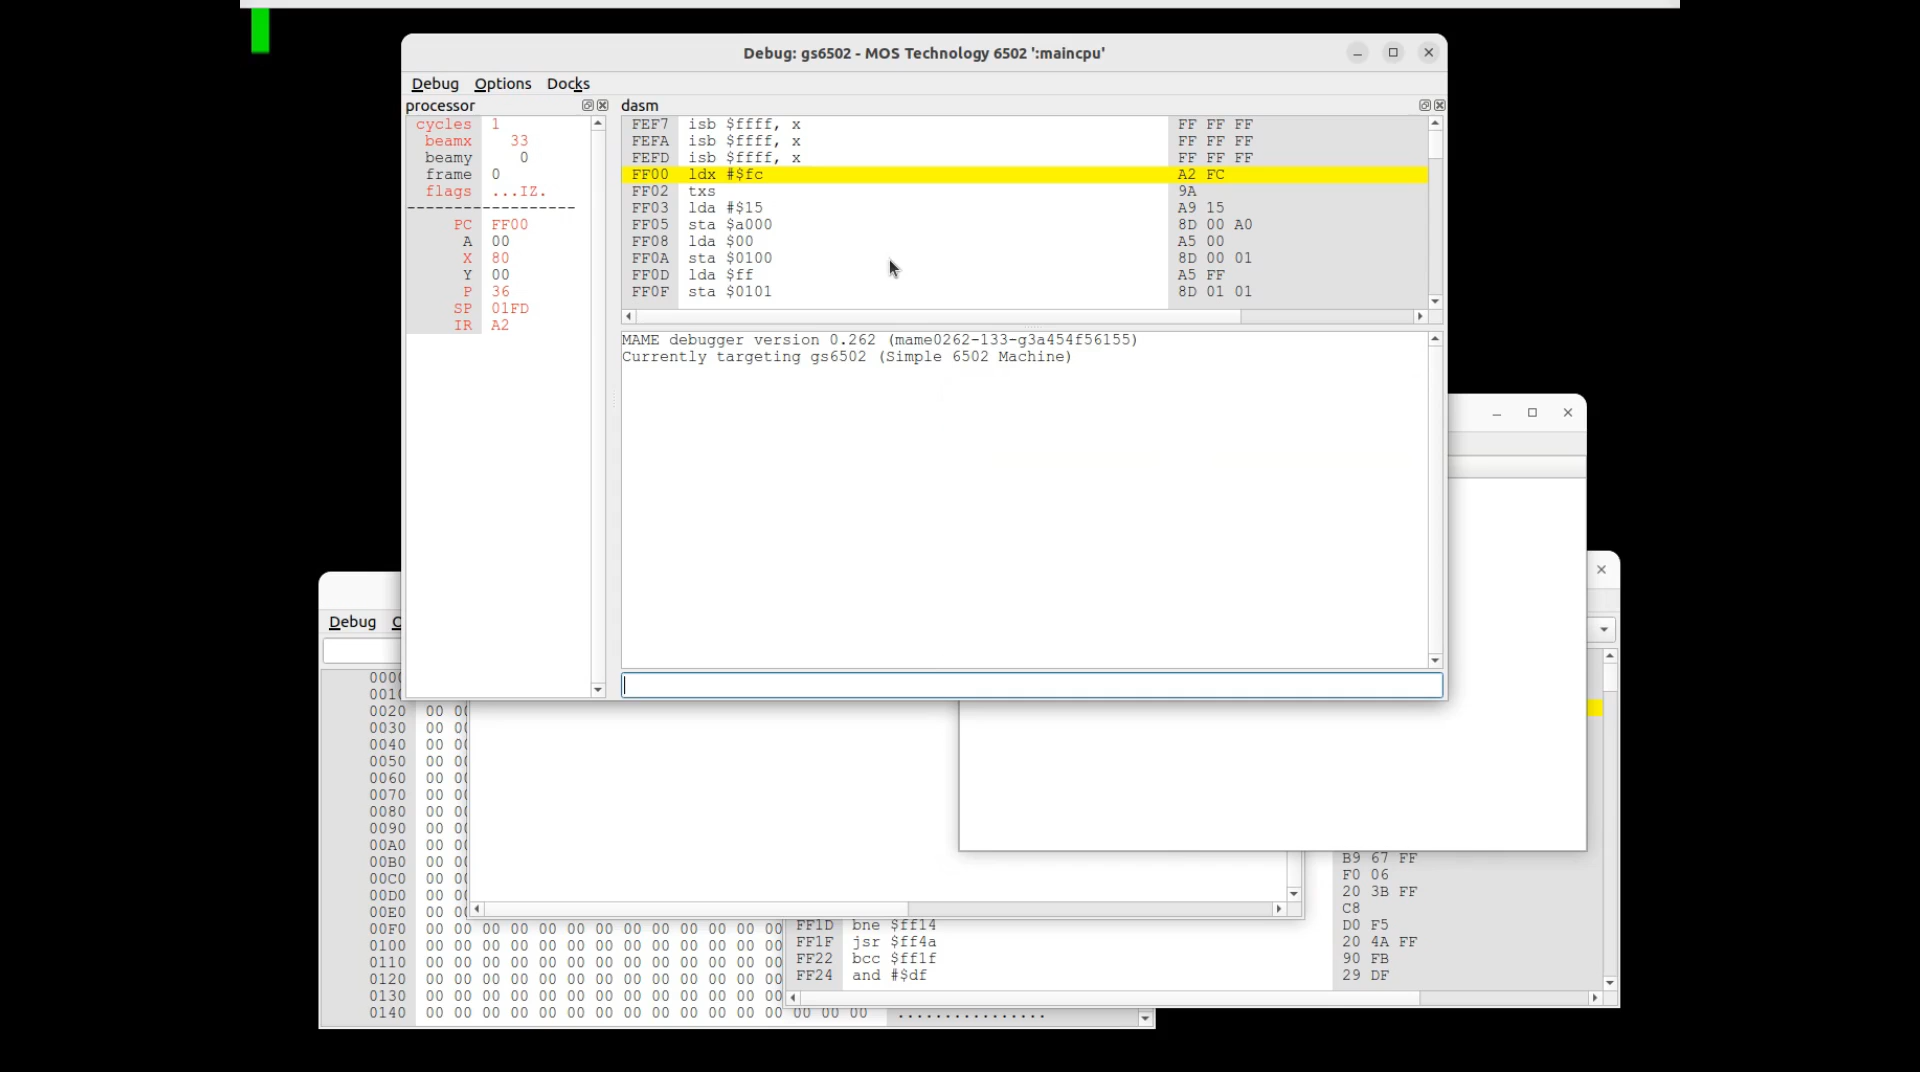 Debug: gs6502 - MOS Technology 6502 ':maincpu'
Debug Options Docks
processor
cycles 1
beamx 33
beamy 0
frame 0
flags ...IZ.
-----------------
PC FF00
A 00
X 80
Y 00
P 36
SP 01FD
IR A2
dasm
FEF7 isb $ffff, x FF FF FF
FEFA isb $ffff, x FF FF FF
FEFD isb $ffff, x FF FF FF
FF00 ldx #$fc A2 FC
FF02 txs 9A
FF03 lda #$15 A9 15
FF05 sta $a000 8D 00 A0
FF08 lda $00 A5 00
FF0A sta $0100 8D 00 01
FF0D lda $ff A5 FF
FF0F sta $0101 8D 01 01
MAME debugger version 0.262 (mame0262-133-g3a454f56155)
Currently targeting gs6502 (Simple 6502 Machine)
Debug
0020 00
0030 00
0040 00
0050 00
0060 00
0070 00
0080 00
0090 00
00A0 00
00B0 00
00C0 00
00D0 00
00E0 00
00F0 00 00 00 00 00 00 00 00 00 00 00 00 00
0100 00 00 00 00 00 00 00 00 00 00 00 00 00
0110 00 00 00 00 00 00 00 00 00 00 00 00 00
0120 00 00 00 00 00 00 00 00 00 00 00 00 00
0130 00 00 00 00 00 00 00 00 00 00 00 00 00
0140 00 00 00 00 00 00 00 00 00 00 00 00 00 00 00 00 ................
B9 67 FF
F0 06
20 3B FF
C8
FF1D bne $ff14 D0 F5
FF1F jsr $ff4a 20 4A FF
FF22 bcc $ff1f 90 FB
FF24 and #$df 29 DF